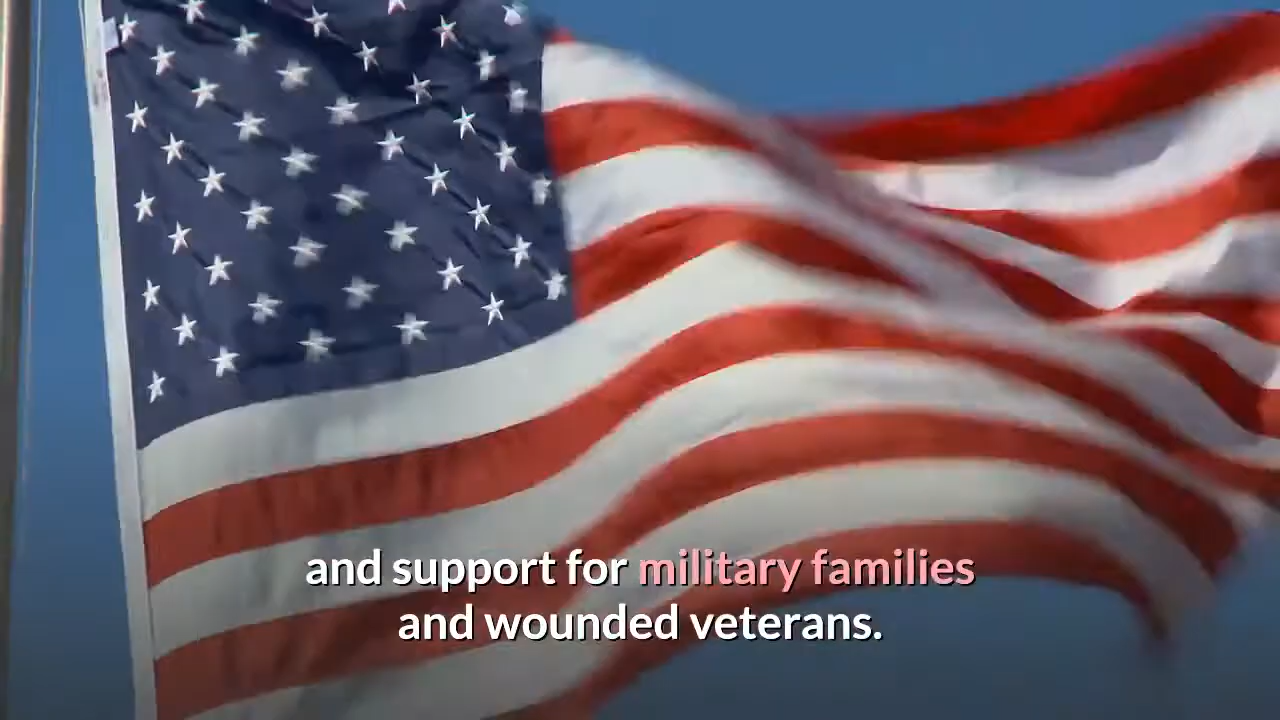 and support for military families
and wounded veterans.